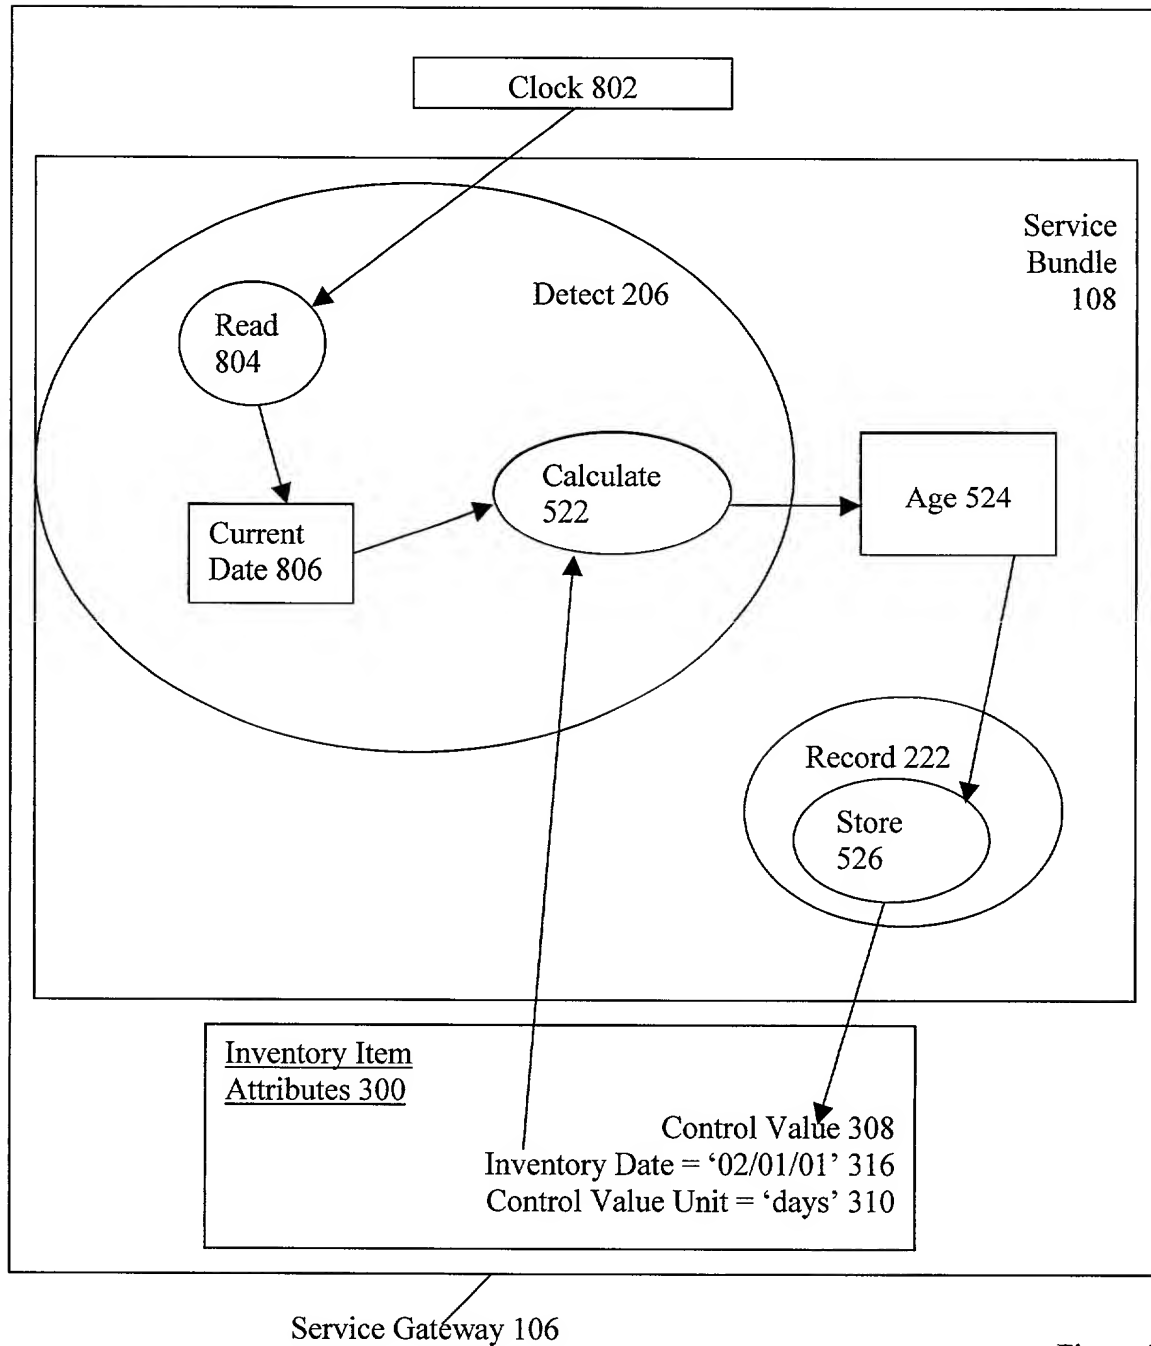 Clock 802
Service
Bundle
108
Detect 206
Read
804
Calculate
522
Age 524
Current
Date 806
Record 222
Store
526
Inventory Item
Attributes 300
Control Value 308
Inventory Date = ‘02/01/01’ 316
Control Value Unit = ‘days’ 310
Service Gateway 106